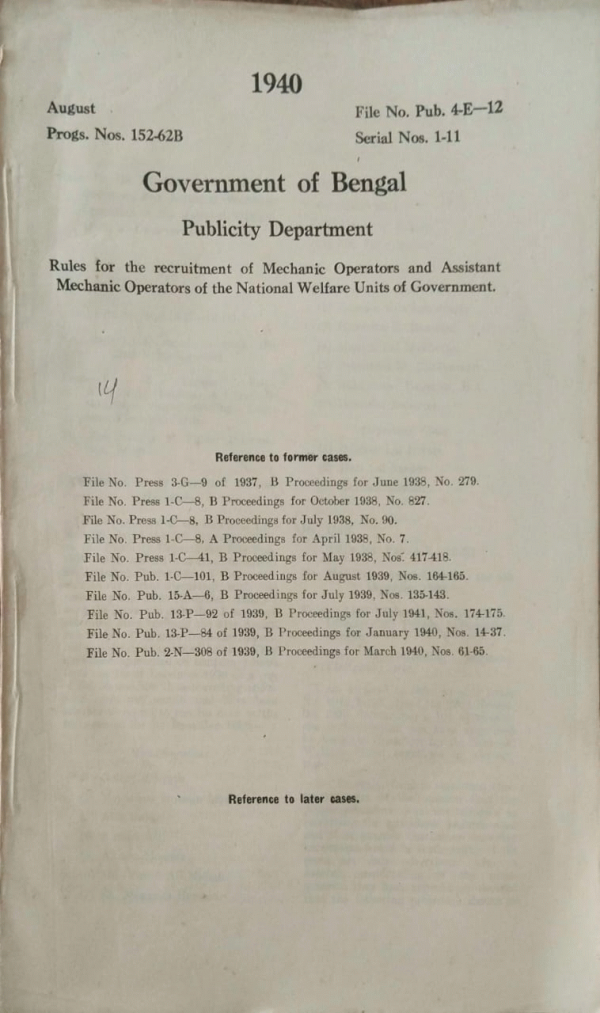 1940
August
File No. Pub. 4-E—12
Progs. Nos. 152-62B
Serial Nos. 1-11
Government of Bengal
Publicity Department
Rules for the recruitment of Mechanic Operators and Assistant
Mechanic Operators of the National Welfare Units of Government.
14
Reference to former cases.
File No. Press 3-G—9 of 1937, B Proceedings for June 1938, No. 279.
File No. Press 1-C—8, B Proceedings for October 1938, No. 827.
File No. Press 1-C—8, B Proceedings for July 1938, No. 90.
File No. Press 1-C—8, A Proceedings for April 1938, No. 7.
File No. Press 1-C—41, B Proceedings for May 1938, Nos. 417-418.
File No. Pub. 1-C—101, B Proceedings for August 1939, Nos. 164-165.
File No. Pub. 15-A—6, B Proceedings for July 1939, Nos. 135-143.
File No. Pub. 13-P—92 of 1939, B Proceedings for July 1941, Nos. 174-175.
File No. Pub. 13-P—84 of 1939, B Proceedings for January 1940, Nos. 14-37.
File No. Pub. 2-N—308 of 1939, B Proceedings for March 1940, Nos. 61-65.
Reference to later cases.